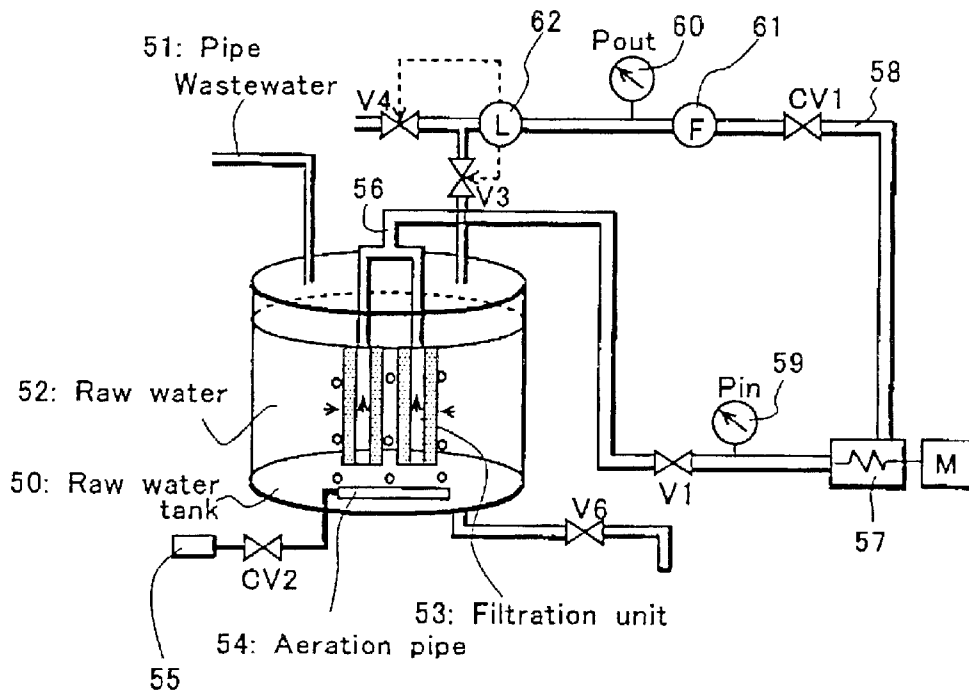 62
60
61
51: Pipe
Wastewater
Pout
58
V4
CV1
L
F
56
V3
59
Pin
52: Raw water
50: Raw water
tank
M
V1
V6
57
CV2
53: Filtration unit
54: Aeration pipe
55